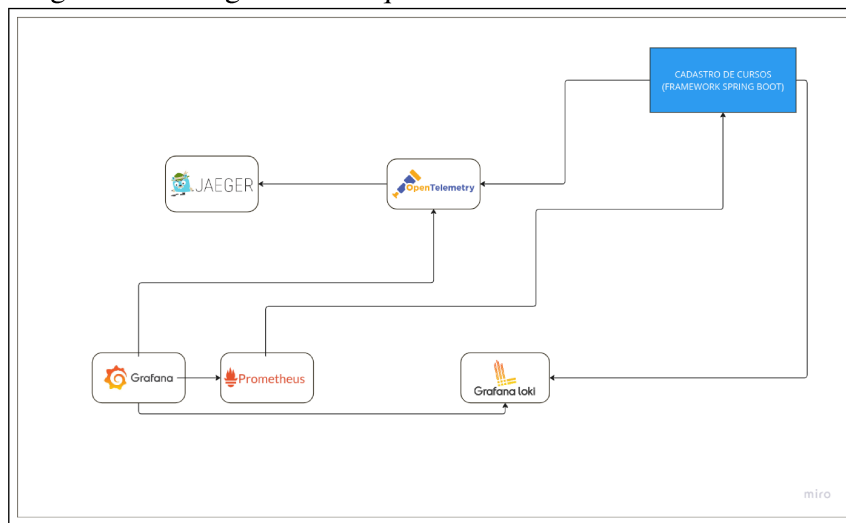 CADASTRO DE CURSOS
(FRAMEWORK SPRING BOOT)
JAEGER
OpenTelemetry
Grafana
Prometheus
Grafana loki
miro